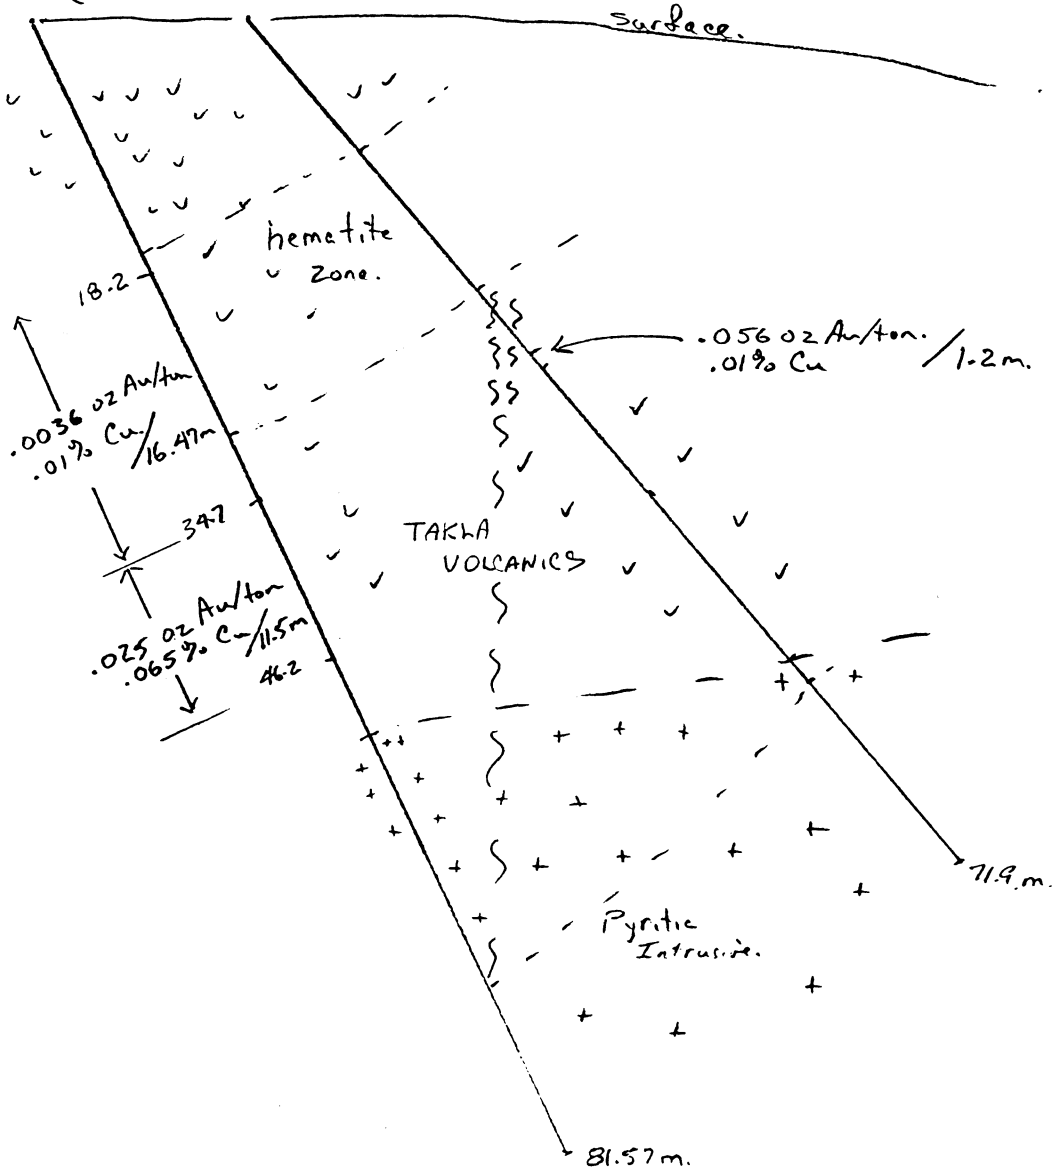 Surface.
hematite
zone.
18.2
.056 oz Au/ton.
.01% Cu /1.2m.
.0036 oz Au/ton
.01% Cu/16.47m
34.7
TAKLA
VOLCANICS
.025 oz Au/ton
.065% Cu/11.5m
46.2
71.9 m.
Pyritic
Intrusive.
81.57m.